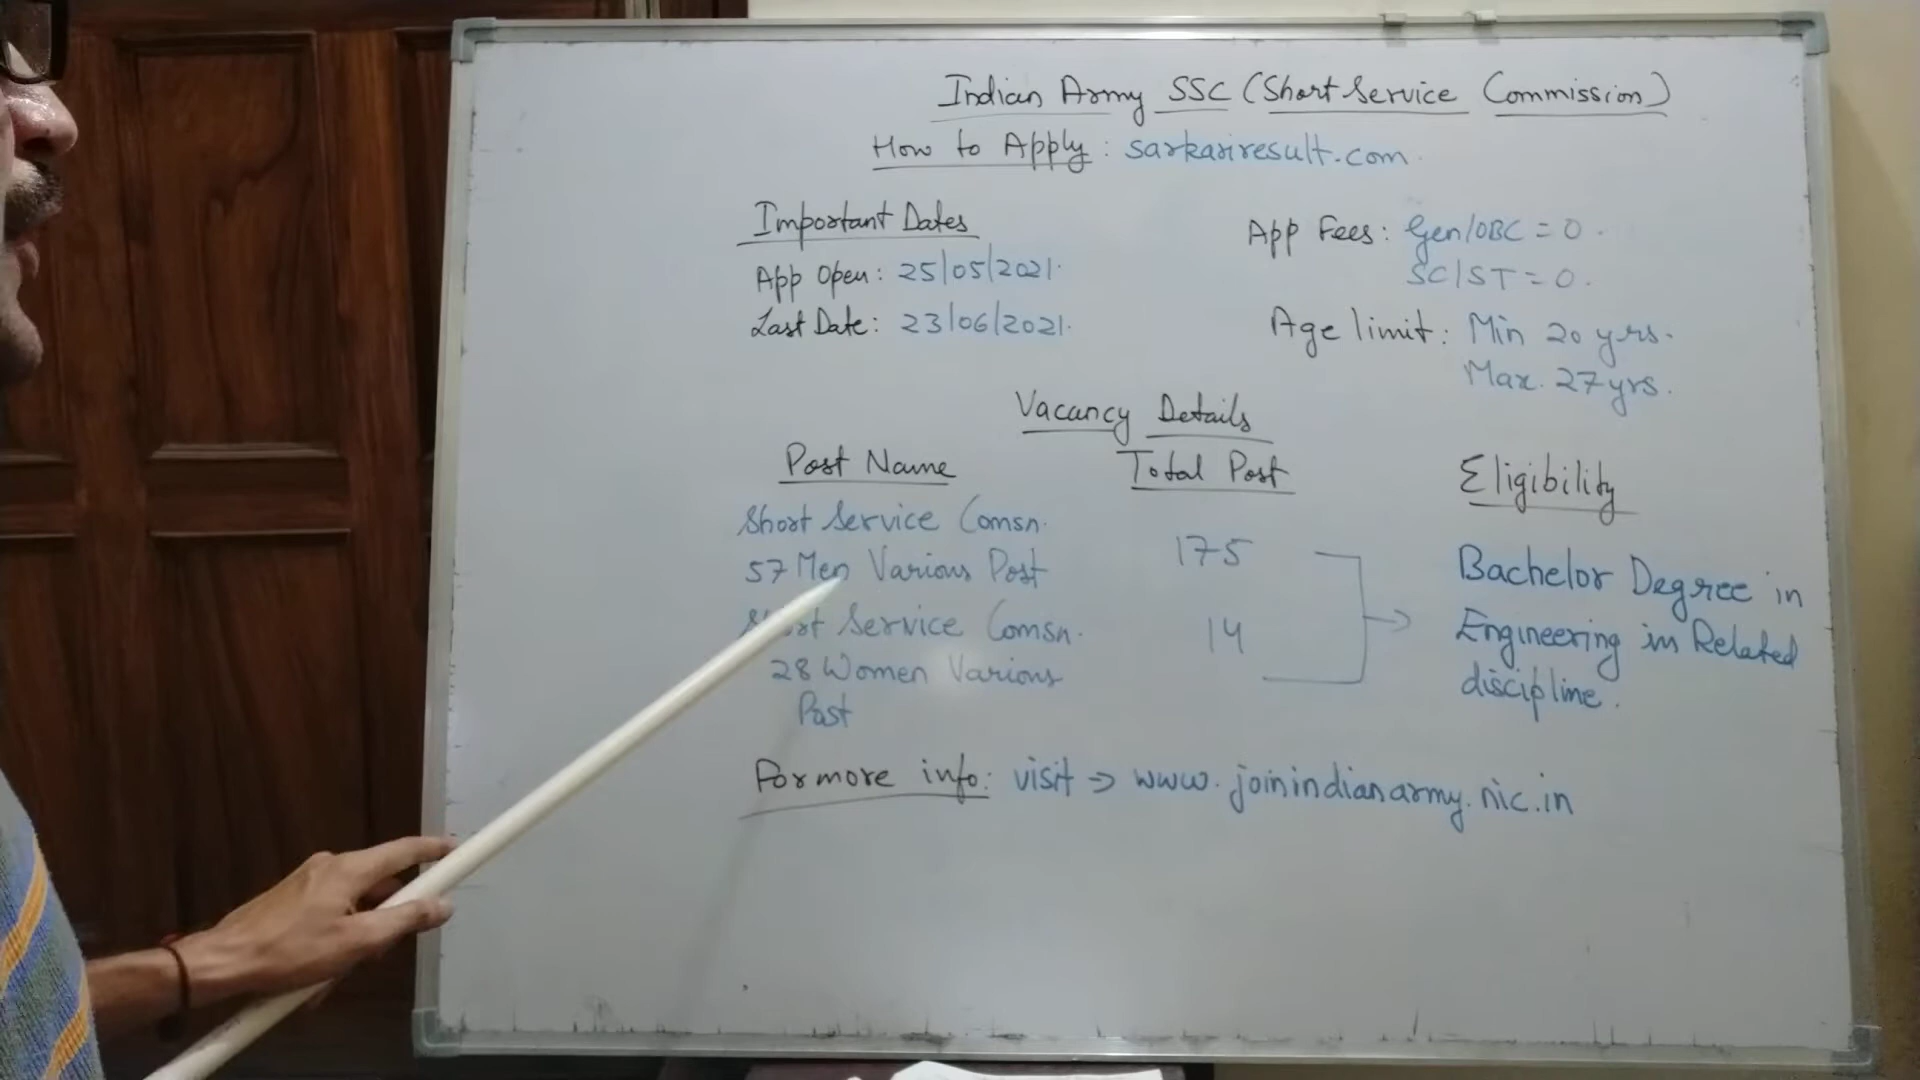 Indian Army SSC (Short Service Commission)
How to Apply : sarkariresult.com
Important Dates
App Open : 25/05/2021.
Last Date : 23/06/2021.
App Fees : Gen/OBC = 0.
SC/ST = 0.
Age limit : Min 20 yrs.
Max. 27 yrs.
Vacancy Details
Post Name
Total Post
Eligibility
Short Service Comsn.
57 Men Various Post
175
Short Service Comsn.
28 Women Various
Post
14
Bachelor Degree in
Engineering in Related
discipline.
For more info: visit → www.joinindianarmy.nic.in